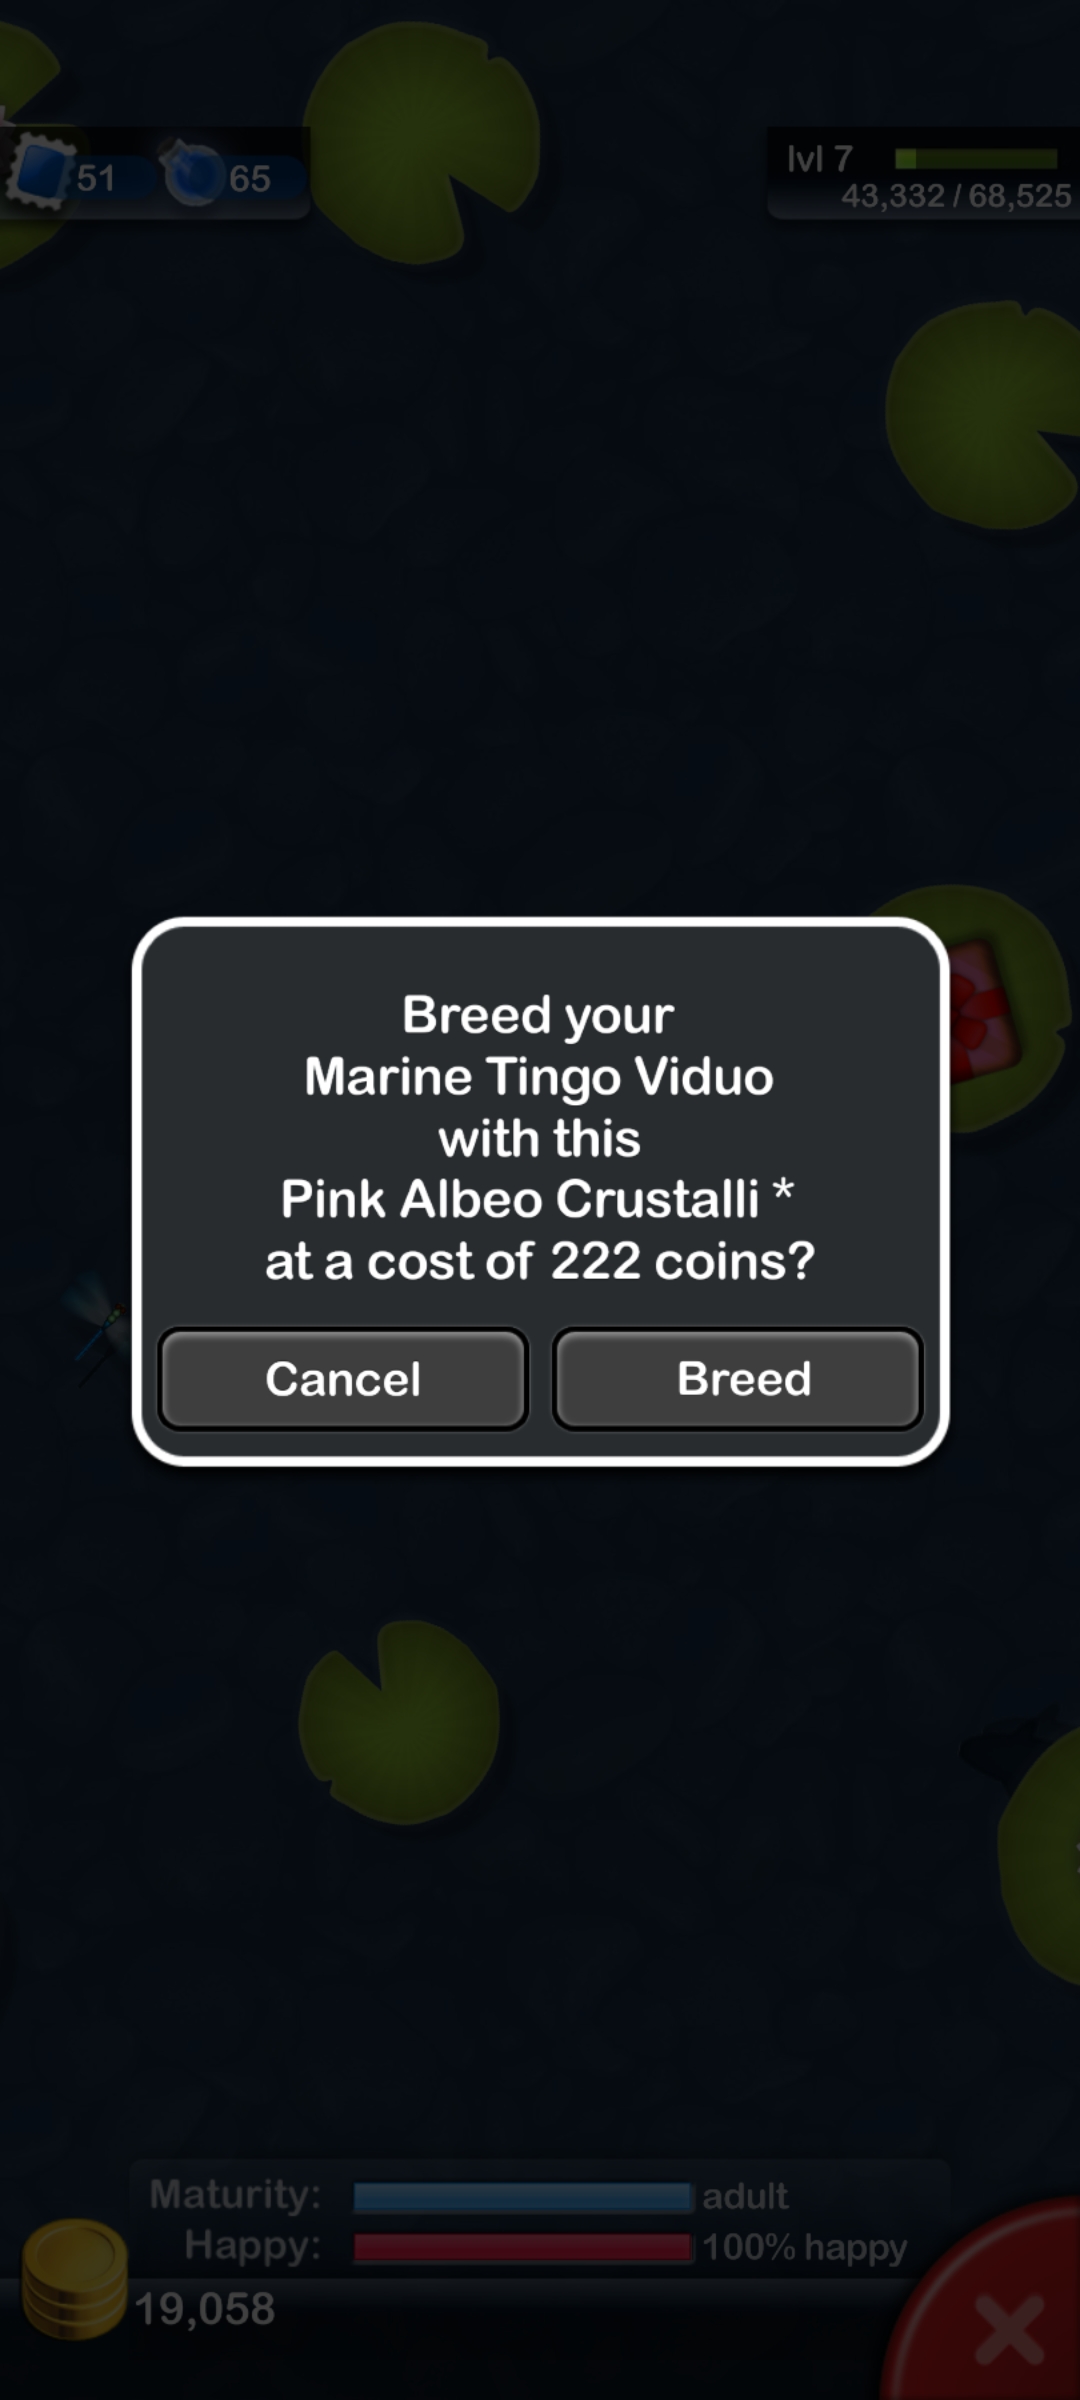 51
65
lvl 7
43,332 / 68,525
Breed your
Marine Tingo Viduo
with this
Pink Albeo Crustalli *
at a cost of 222 coins?
Cancel
Breed
Maturity:
adult
Happy:
100% happy
19,058